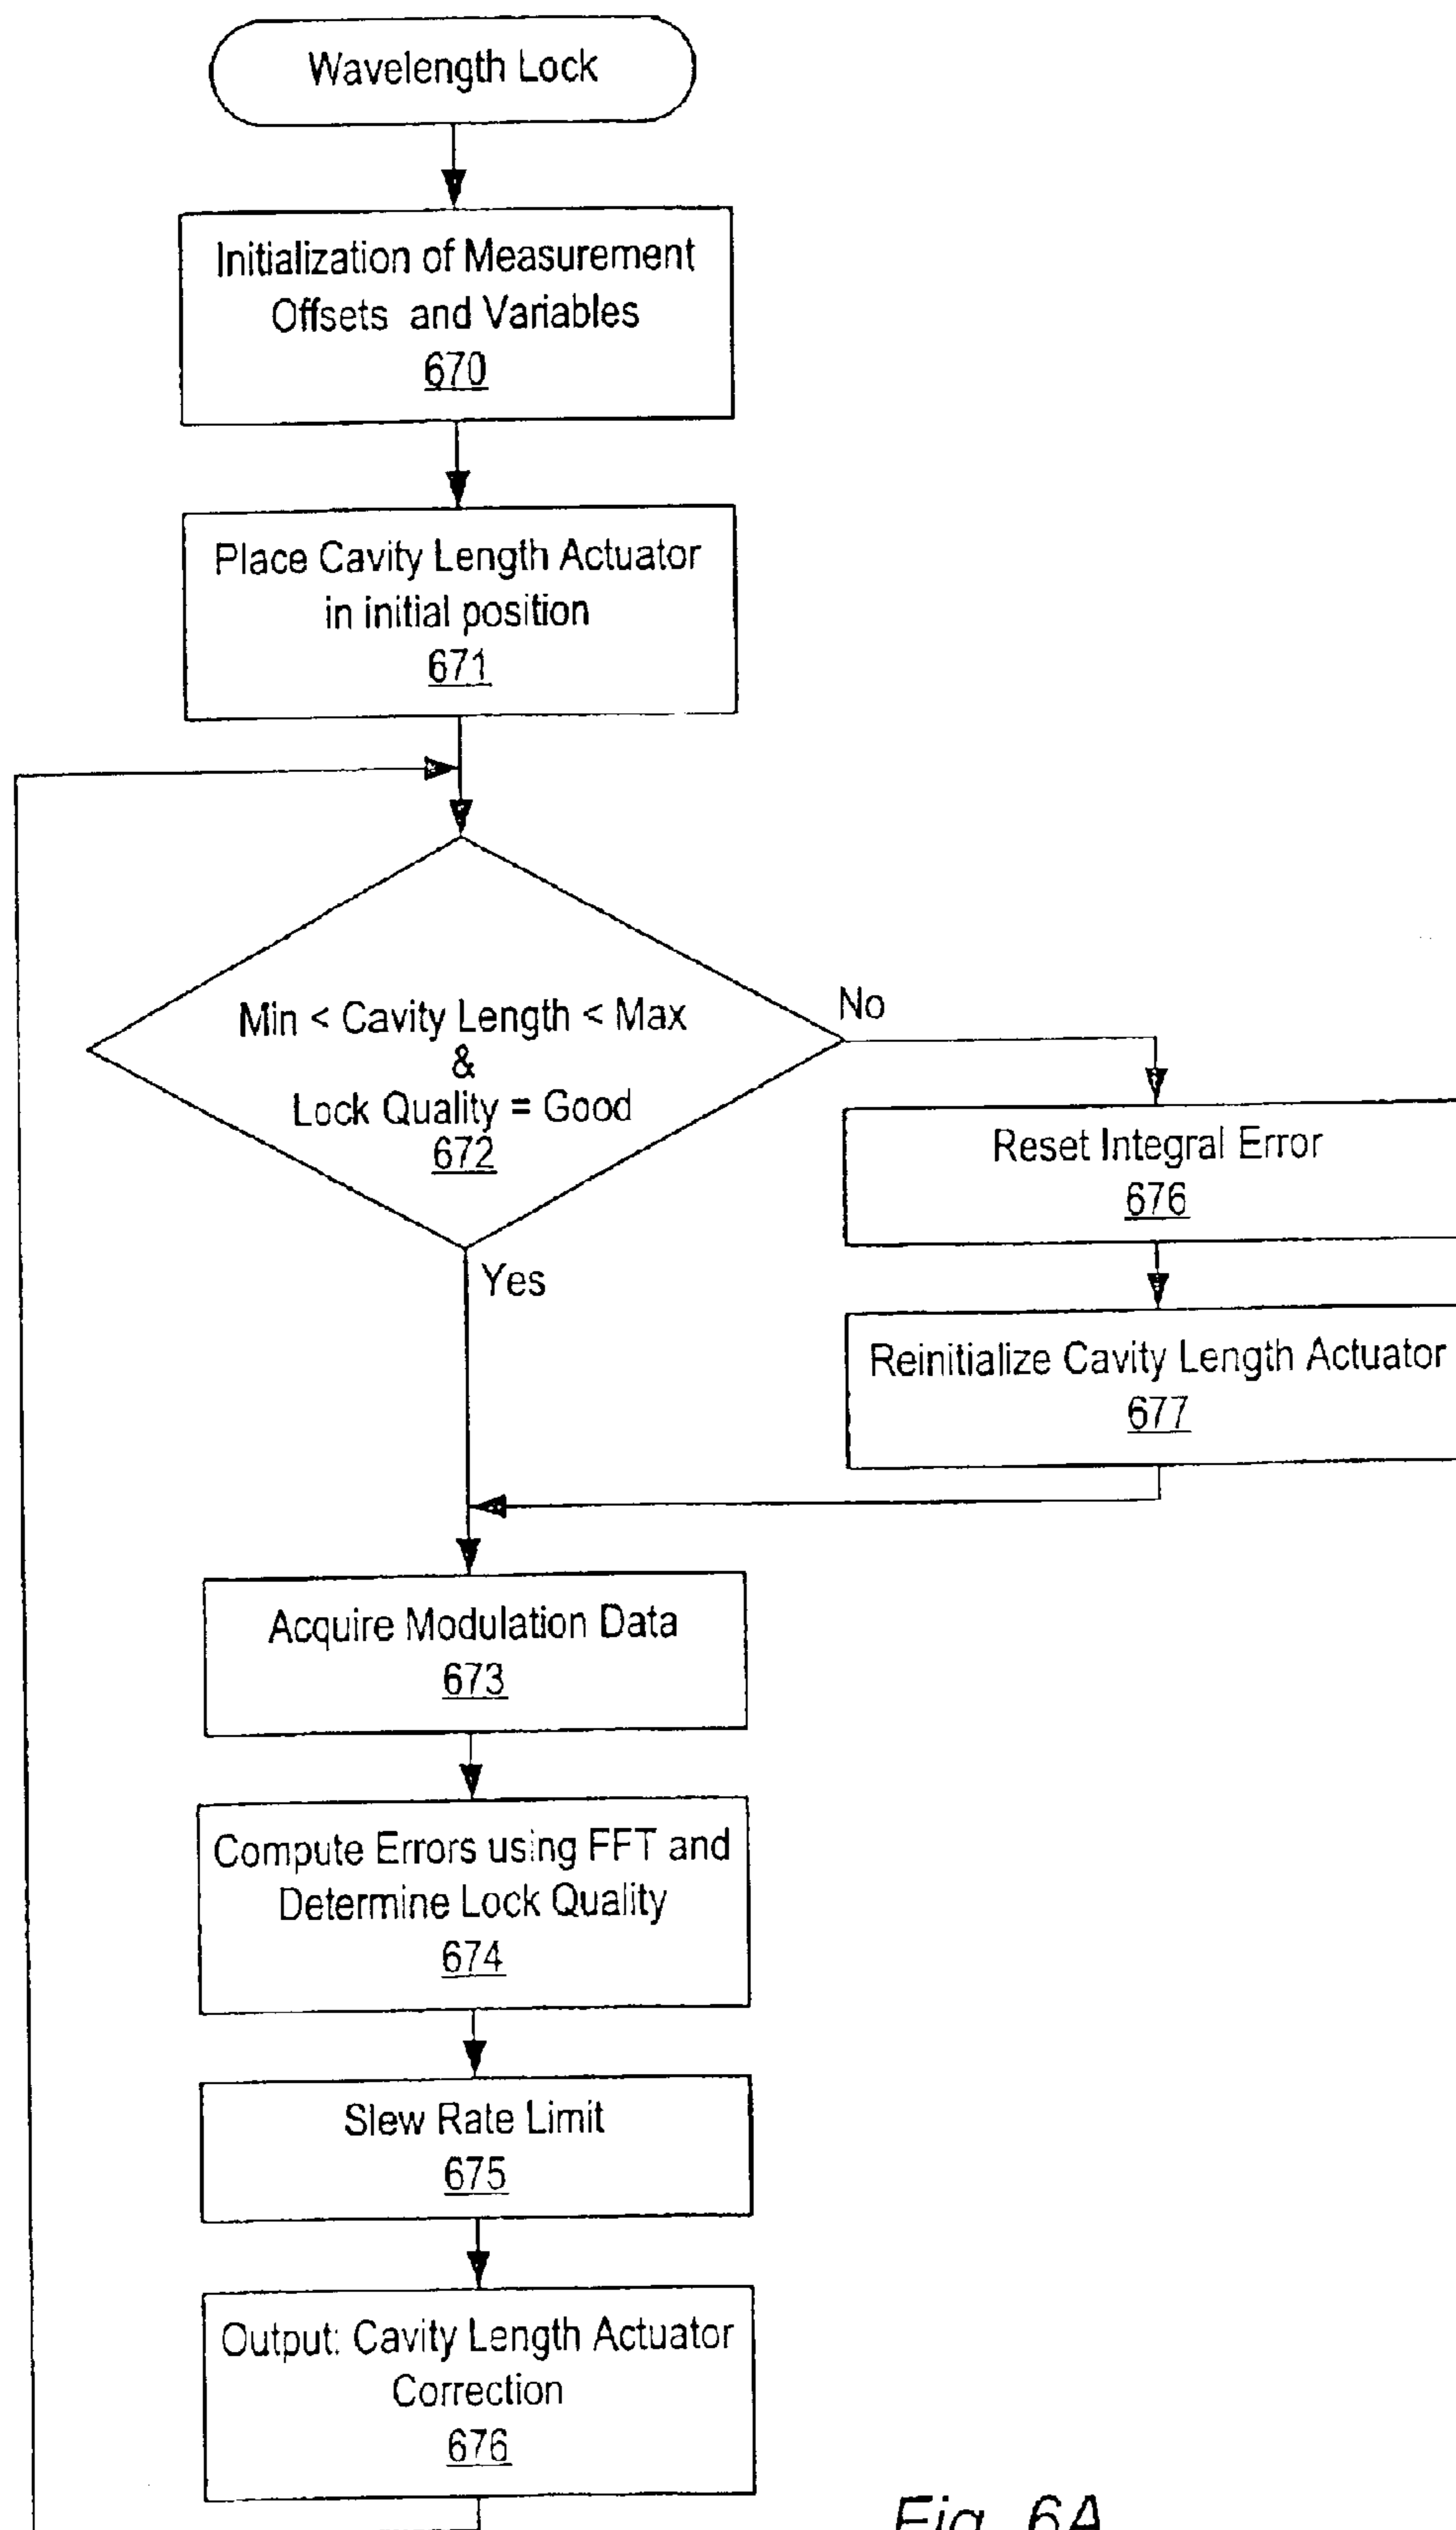 Wavelength Lock
Initialization of Measurement
Offsets and Variables
670
Place Cavity Length Actuator
in initial position
671
Min < Cavity Length < Max
&
Lock Quality = Good
672
No
Yes
Reset Integral Error
676
Reinitialize Cavity Length Actuator
677
Acquire Modulation Data
673
Compute Errors using FFT and
Determine Lock Quality
674
Slew Rate Limit
675
Output: Cavity Length Actuator
Correction
676
Fig. 6A